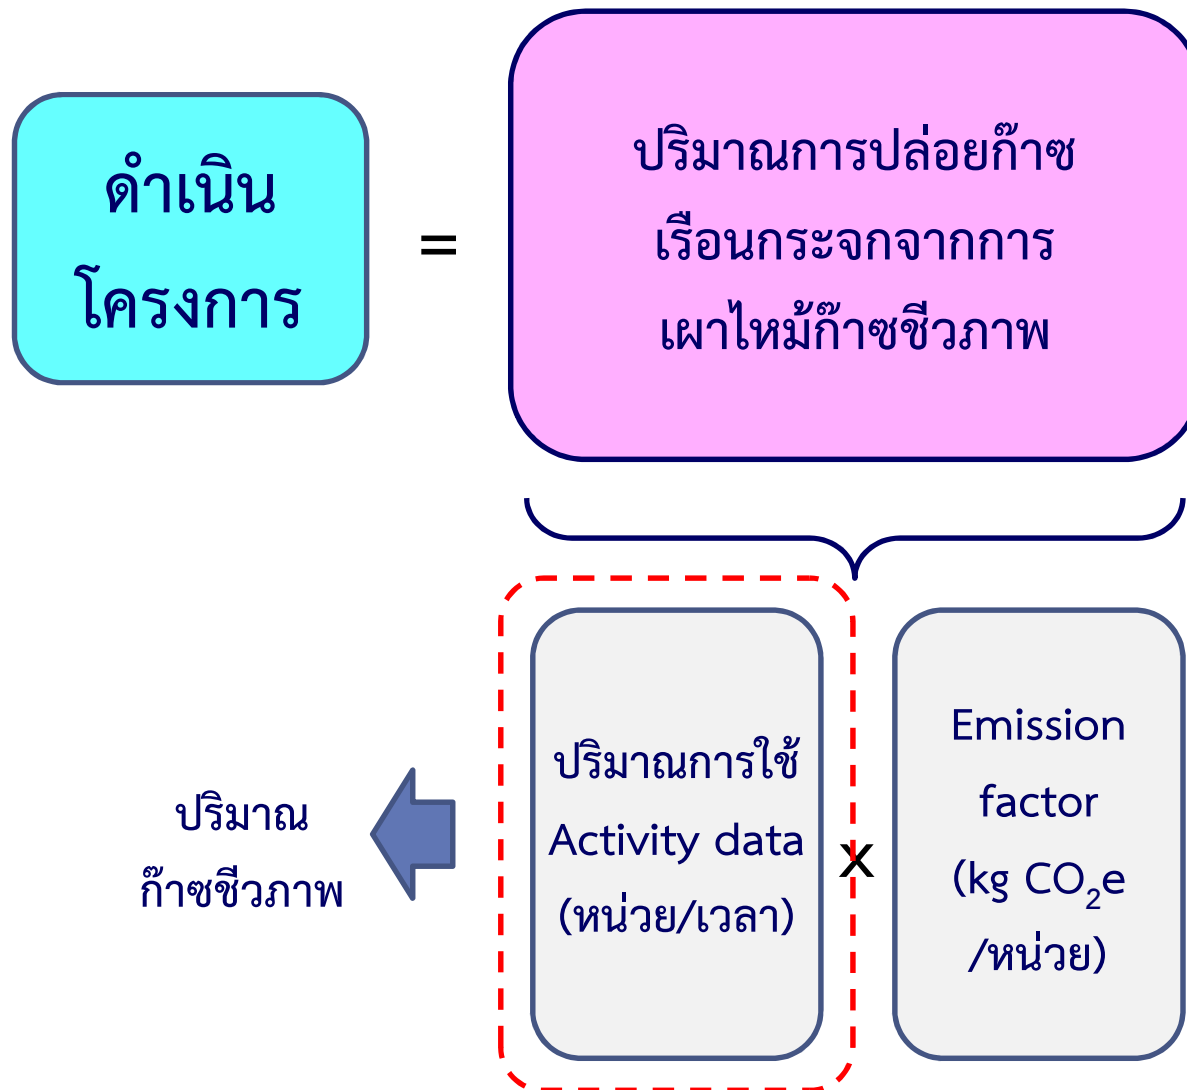 ดำเนิน
โครงการ
=
ปริมาณการปล่อยก๊าซ
เรือนกระจกจากการ
เผาไหม้ก๊าซชีวภาพ
ปริมาณ
ก๊าซชีวภาพ
ปริมาณการใช้
Activity data
(หน่วย/เวลา)
x
Emission
factor
(kg CO₂e
/หน่วย)